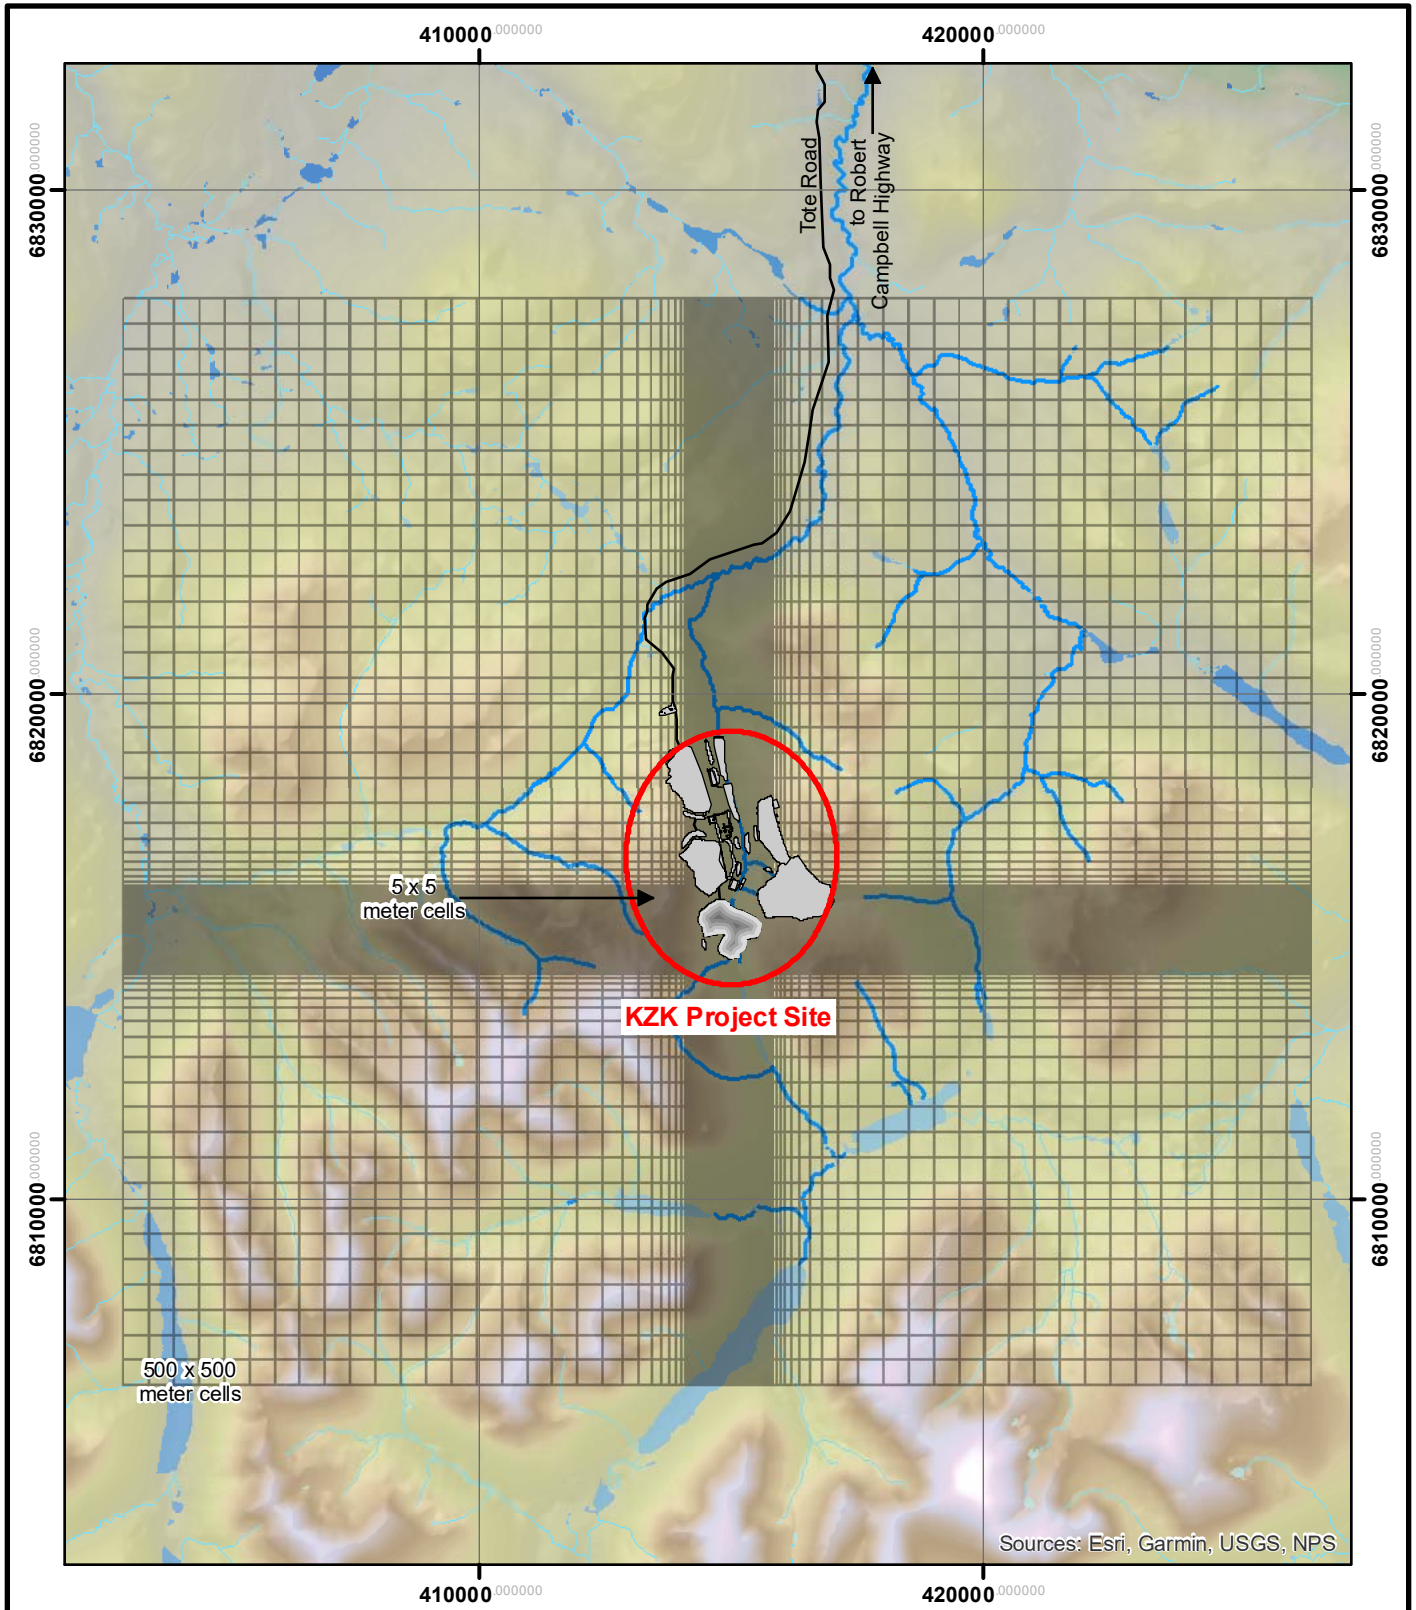 410000.000000
420000.000000
6830000.000000
6830000.000000
Tote Road
to Robert
Campbell Highway
6820000.000000
6820000.000000
5 x 5
meter cells
KZK Project Site
6810000.000000
6810000.000000
500 x 500
meter cells
Sources: Esri, Garmin, USGS, NPS
410000.000000
420000.000000